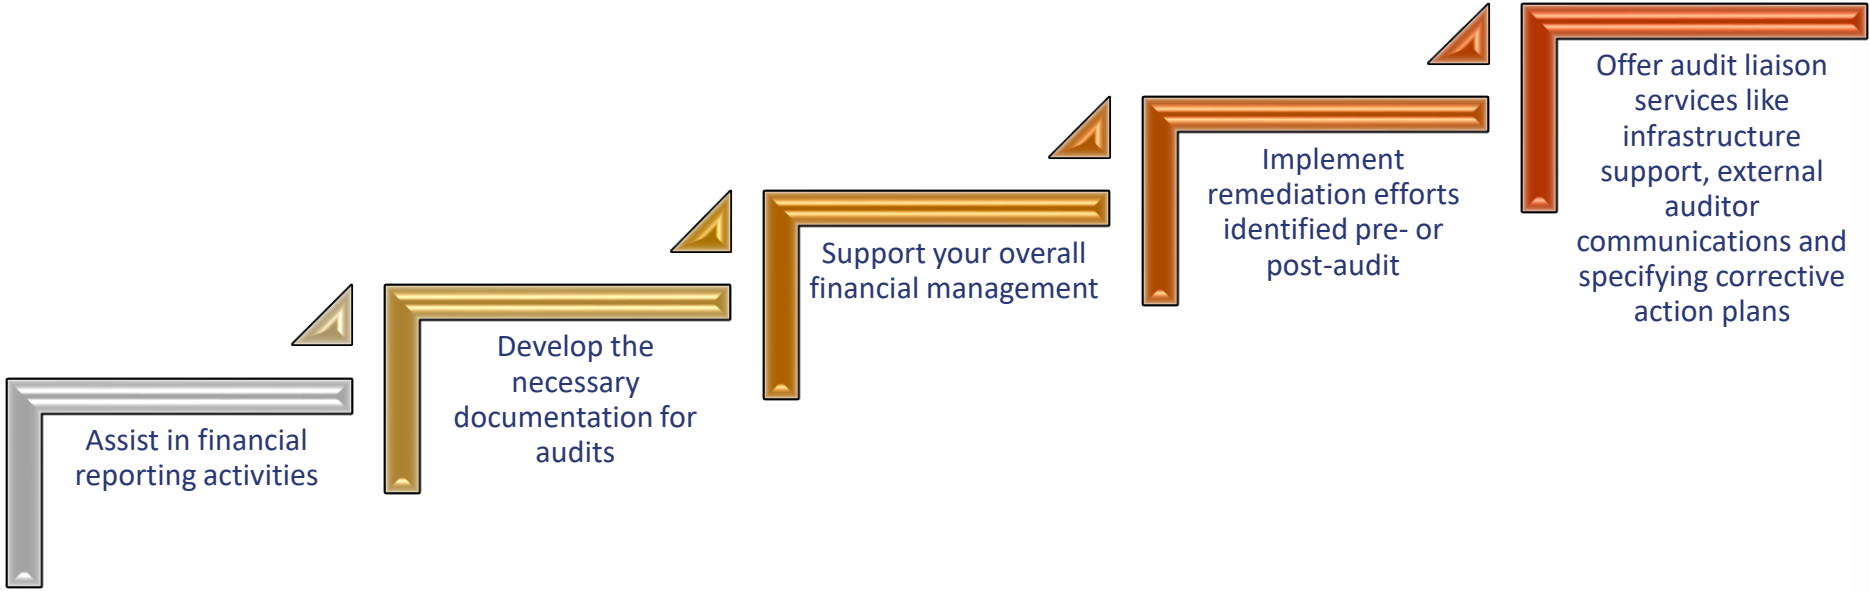 Assist in financial
reporting activities
Develop the
necessary
documentation for
audits
Support your overall
financial management
Implement
remediation efforts
identified pre- or
post-audit
Offer audit liaison
services like
infrastructure
support, external
auditor
communications and
specifying corrective
action plans